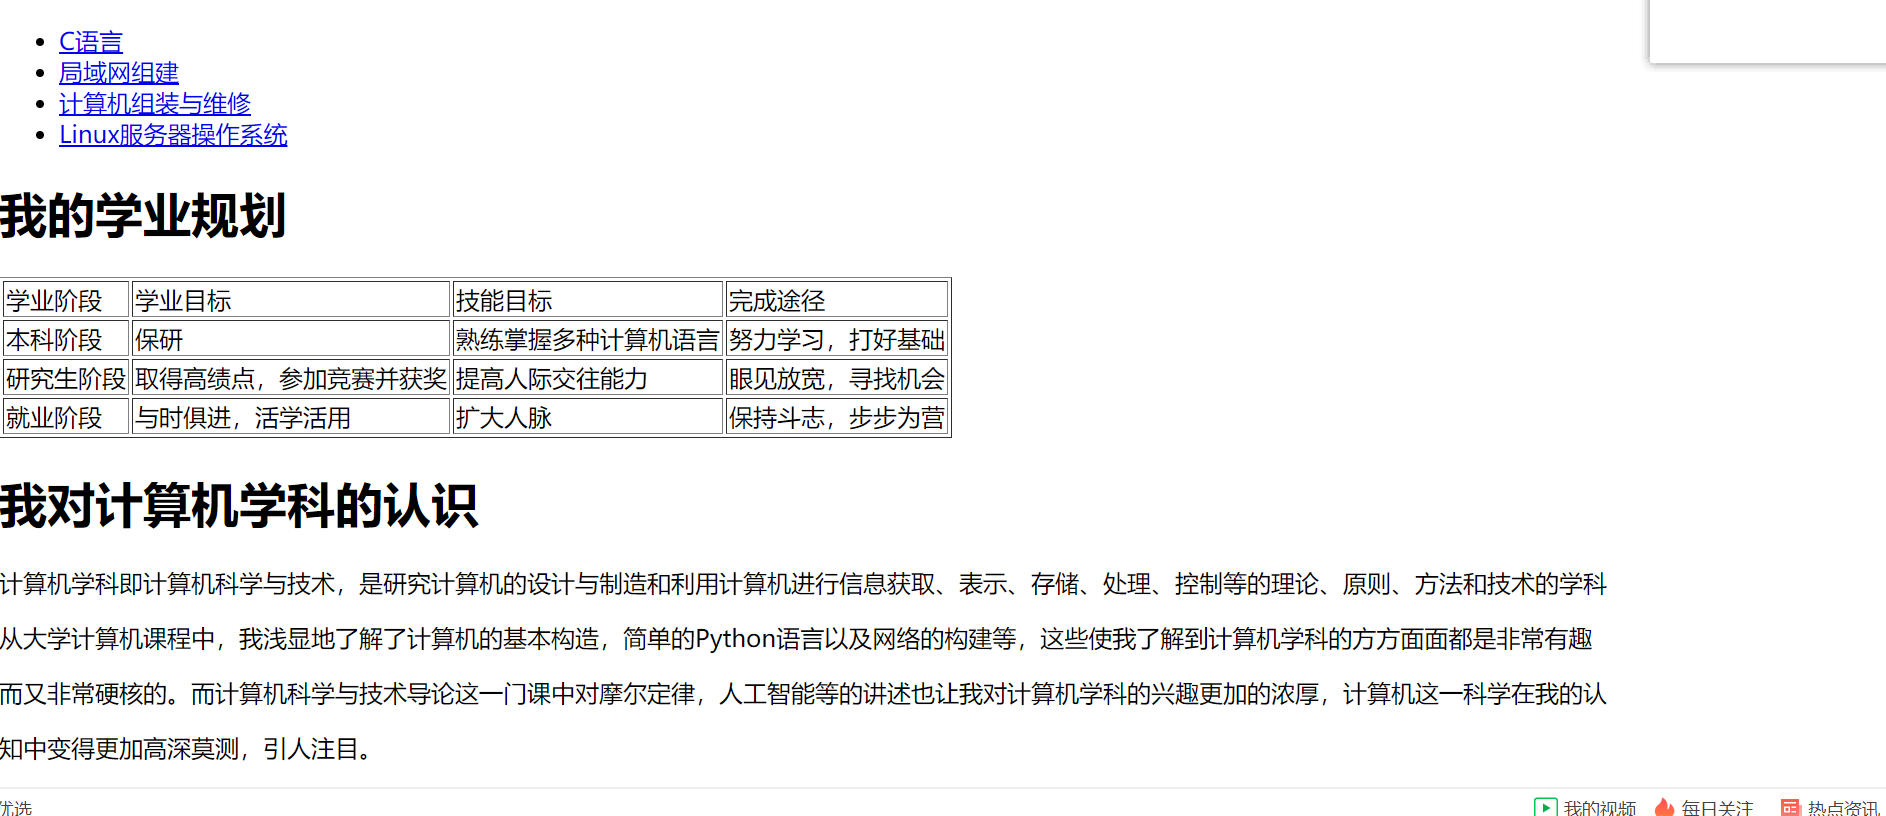 C语言
局域网组建
计算机组装与维修
Linux服务器操作系统
我的学业规划
学业阶段 学业目标 技能目标 完成途径
本科阶段 保研 熟练掌握多种计算机语言 努力学习，打好基础
研究生阶段 取得高绩点，参加竞赛并获奖 提高人际交往能力 眼见放宽，寻找机会
就业阶段 与时俱进，活学活用 扩大人脉 保持斗志，步步为营
我对计算机学科的认识
计算机学科即计算机科学与技术，是研究计算机的设计与制造和利用计算机进行信息获取、表示、存储、处理、控制等的理论、原则、方法和技术的学科
从大学计算机课程中，我浅显地了解了计算机的基本构造，简单的Python语言以及网络的构建等，这些使我了解到计算机学科的方方面面都是非常有趣
而又非常硬核的。而计算机科学与技术导论这一门课中对摩尔定律，人工智能等的讲述也让我对计算机学科的兴趣更加的浓厚，计算机这一科学在我的认
知中变得更加高深莫测，引人注目。
优选 我的视频 每日关注 热点资讯